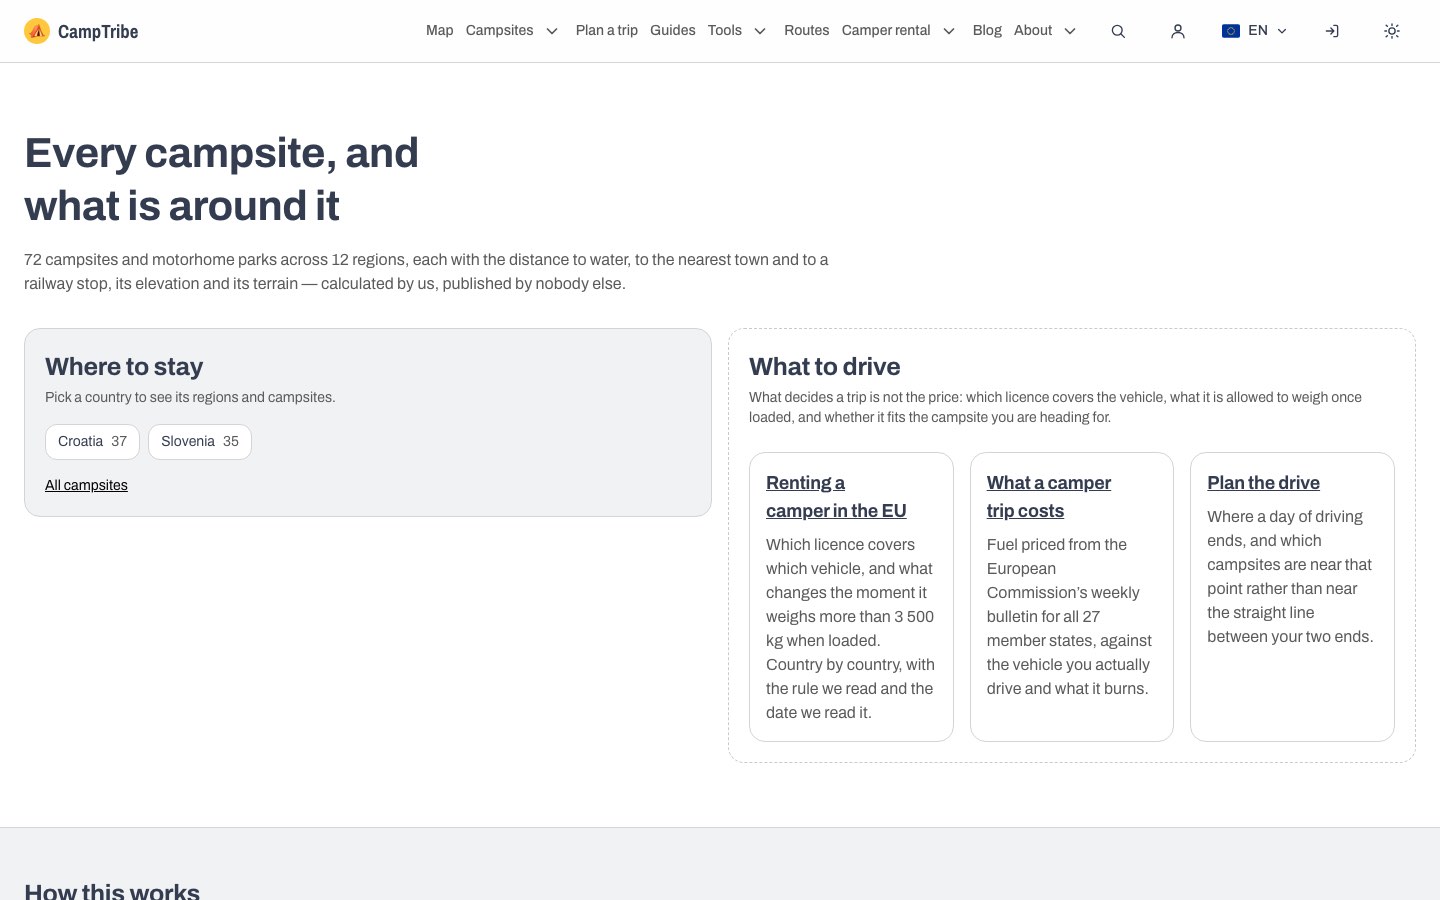 CampTribe
Map Campsites Plan a trip Guides Tools Routes Camper rental Blog About EN
Every campsite, and
what is around it
72 campsites and motorhome parks across 12 regions, each with the distance to water, to the nearest town and to a
railway stop, its elevation and its terrain — calculated by us, published by nobody else.
Where to stay
Pick a country to see its regions and campsites.
Croatia 37 Slovenia 35
All campsites
What to drive
What decides a trip is not the price: which licence covers the vehicle, what it is allowed to weigh once
loaded, and whether it fits the campsite you are heading for.
Renting a
camper in the EU
Which licence covers
which vehicle, and what
changes the moment it
weighs more than 3 500
kg when loaded.
Country by country, with
the rule we read and the
date we read it.
What a camper
trip costs
Fuel priced from the
European
Commission’s weekly
bulletin for all 27
member states, against
the vehicle you actually
drive and what it burns.
Plan the drive
Where a day of driving
ends, and which
campsites are near that
point rather than near
the straight line
between your two ends.
How this works